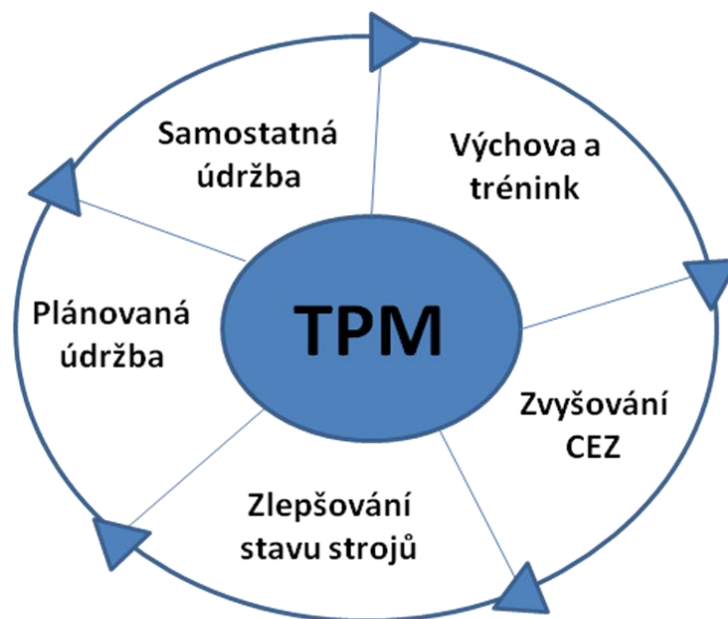 Samostatná
údržba
Výchova a
trénink
Plánovaná
údržba
TPM
Zvyšování
CEZ
Zlepšování
stavu strojů